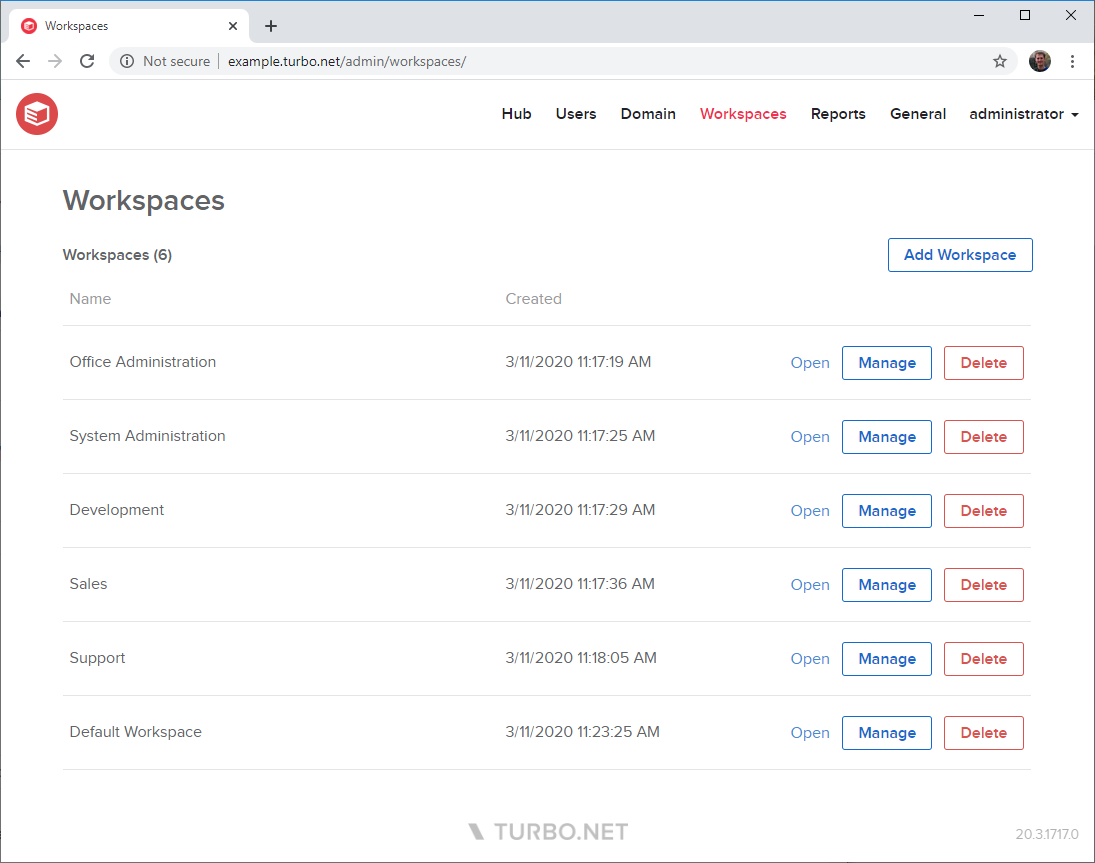 Workspaces
Not secure example.turbo.net/admin/workspaces/
Hub Users Domain Workspaces Reports General administrator
Workspaces
Workspaces (6) Add Workspace
Name Created
Office Administration 3/11/2020 11:17:19 AM Open Manage Delete
System Administration 3/11/2020 11:17:25 AM Open Manage Delete
Development 3/11/2020 11:17:29 AM Open Manage Delete
Sales 3/11/2020 11:17:36 AM Open Manage Delete
Support 3/11/2020 11:18:05 AM Open Manage Delete
Default Workspace 3/11/2020 11:23:25 AM Open Manage Delete
TURBO.NET 20.3.1717.0